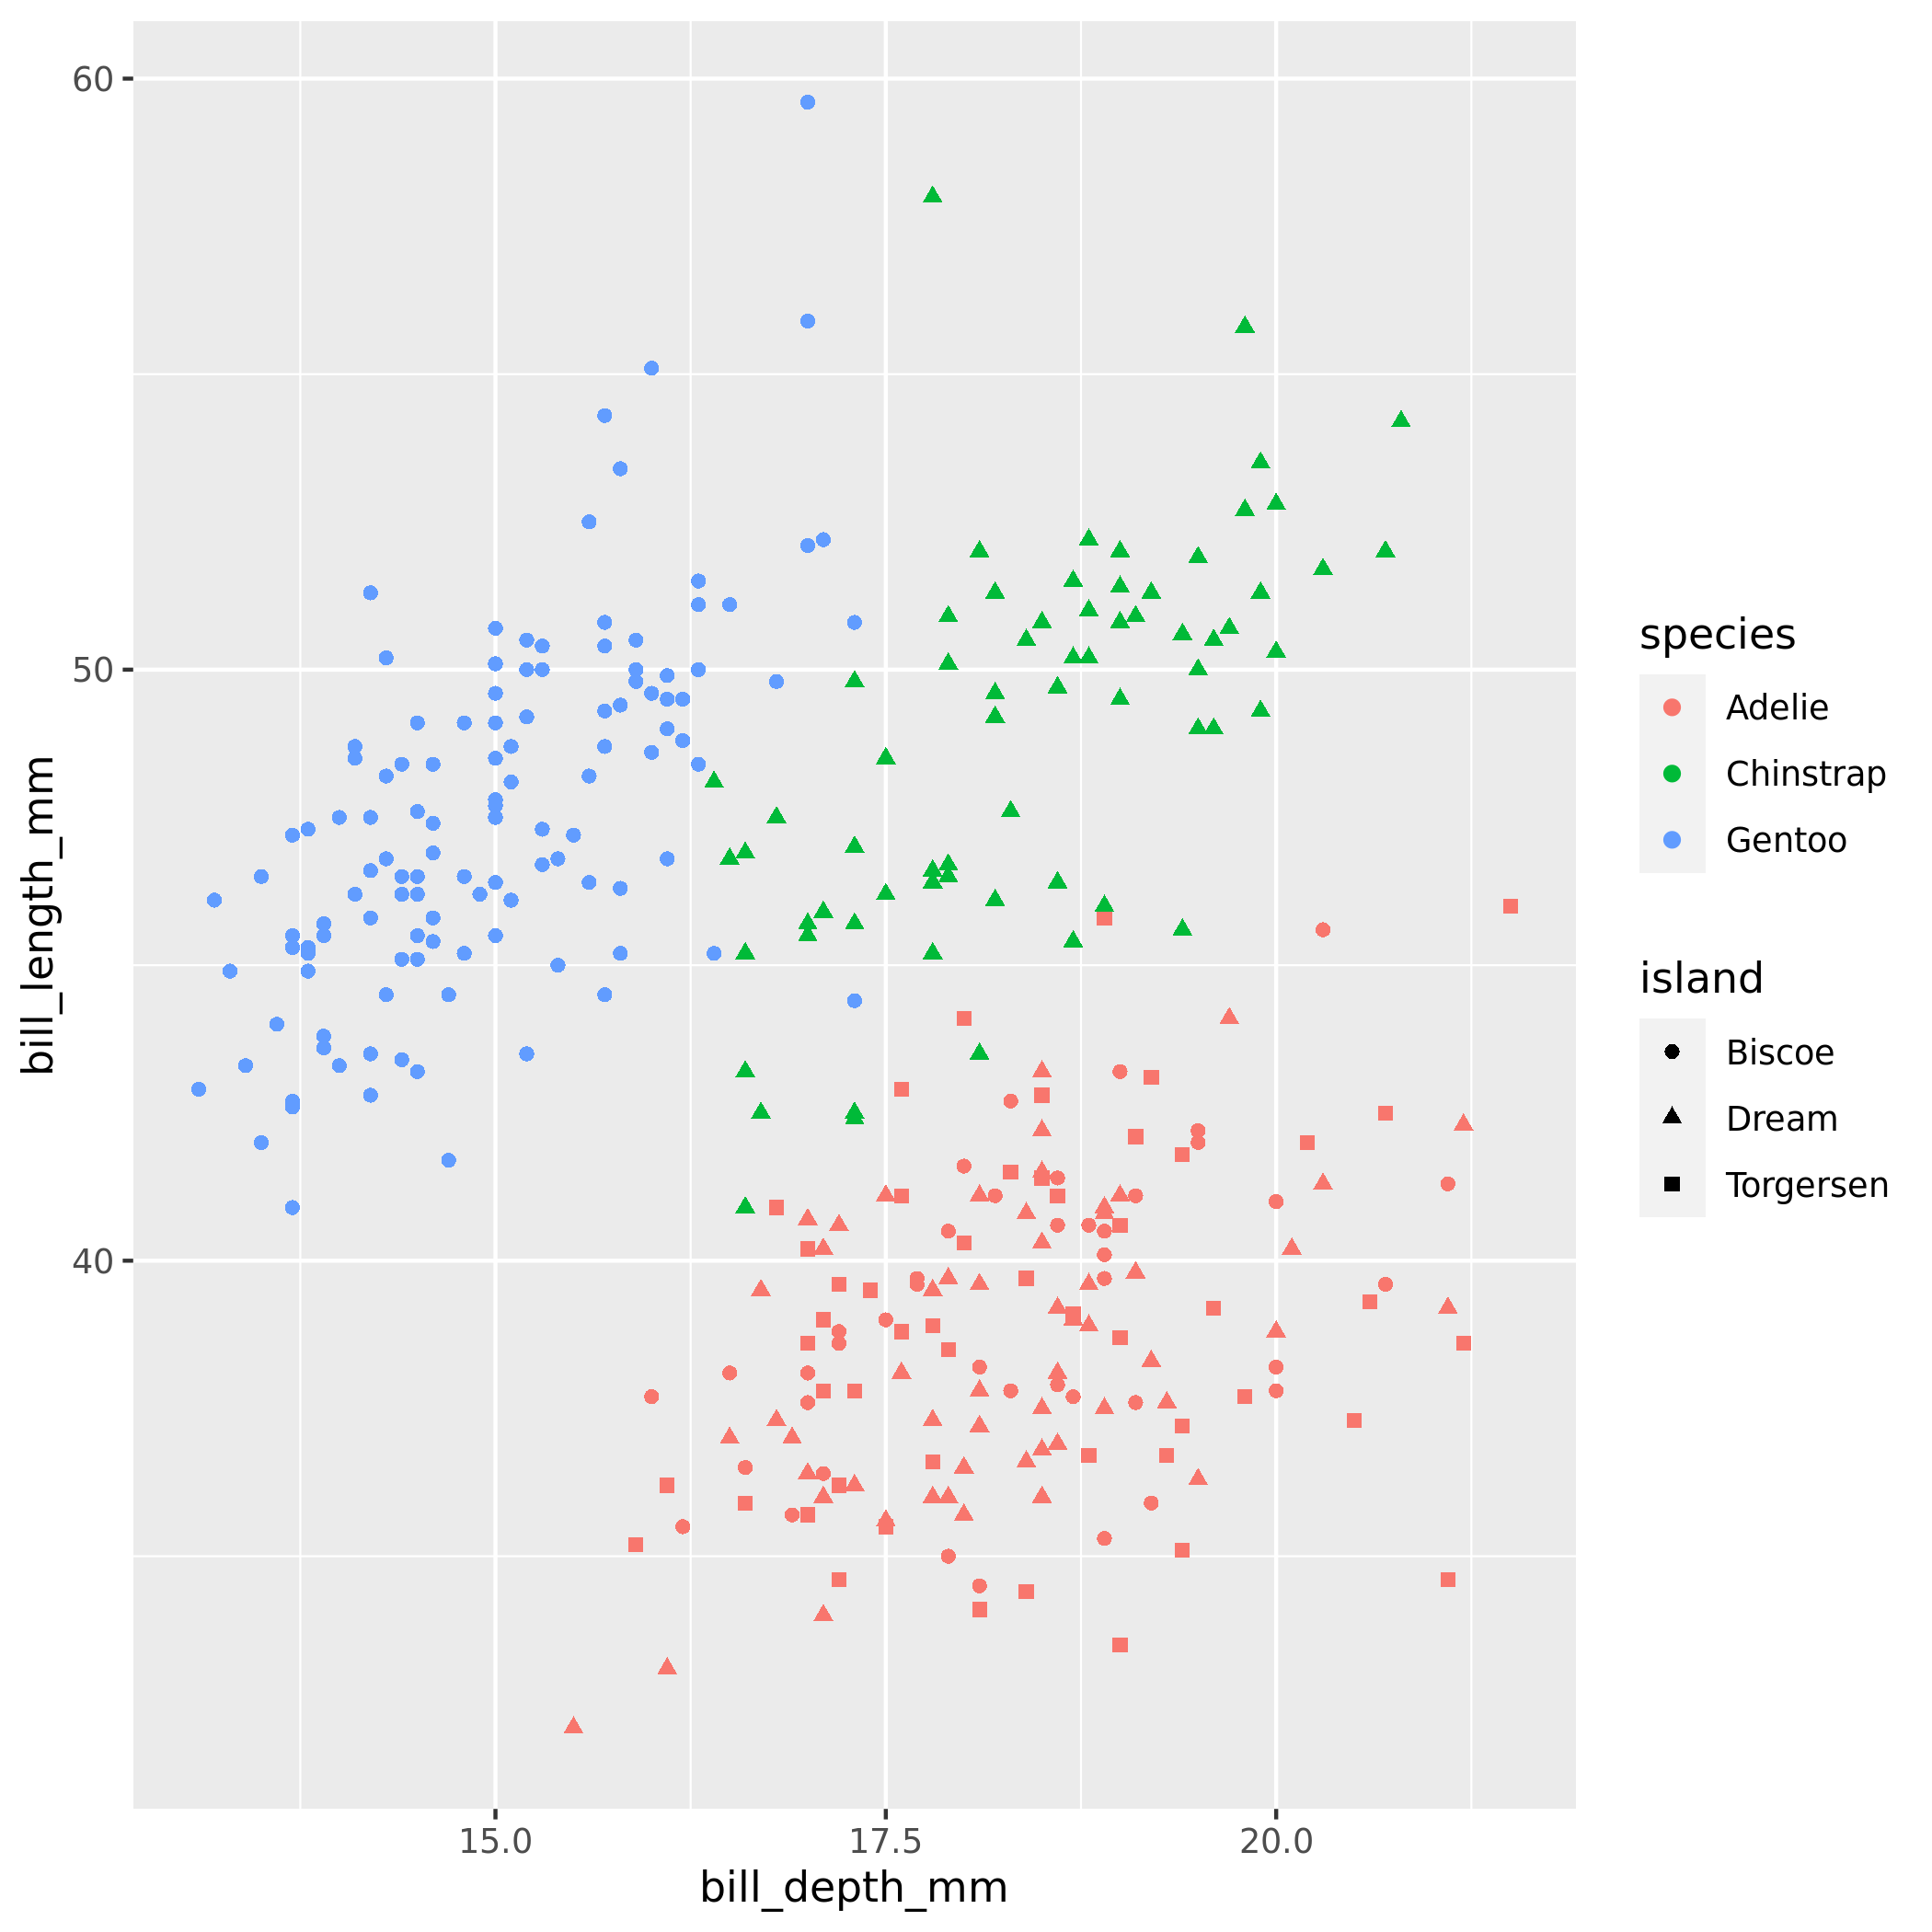 60
50
40
bill_length_mm
15.0
17.5
20.0
bill_depth_mm
species
Adelie
Chinstrap
Gentoo
island
Biscoe
Dream
Torgersen